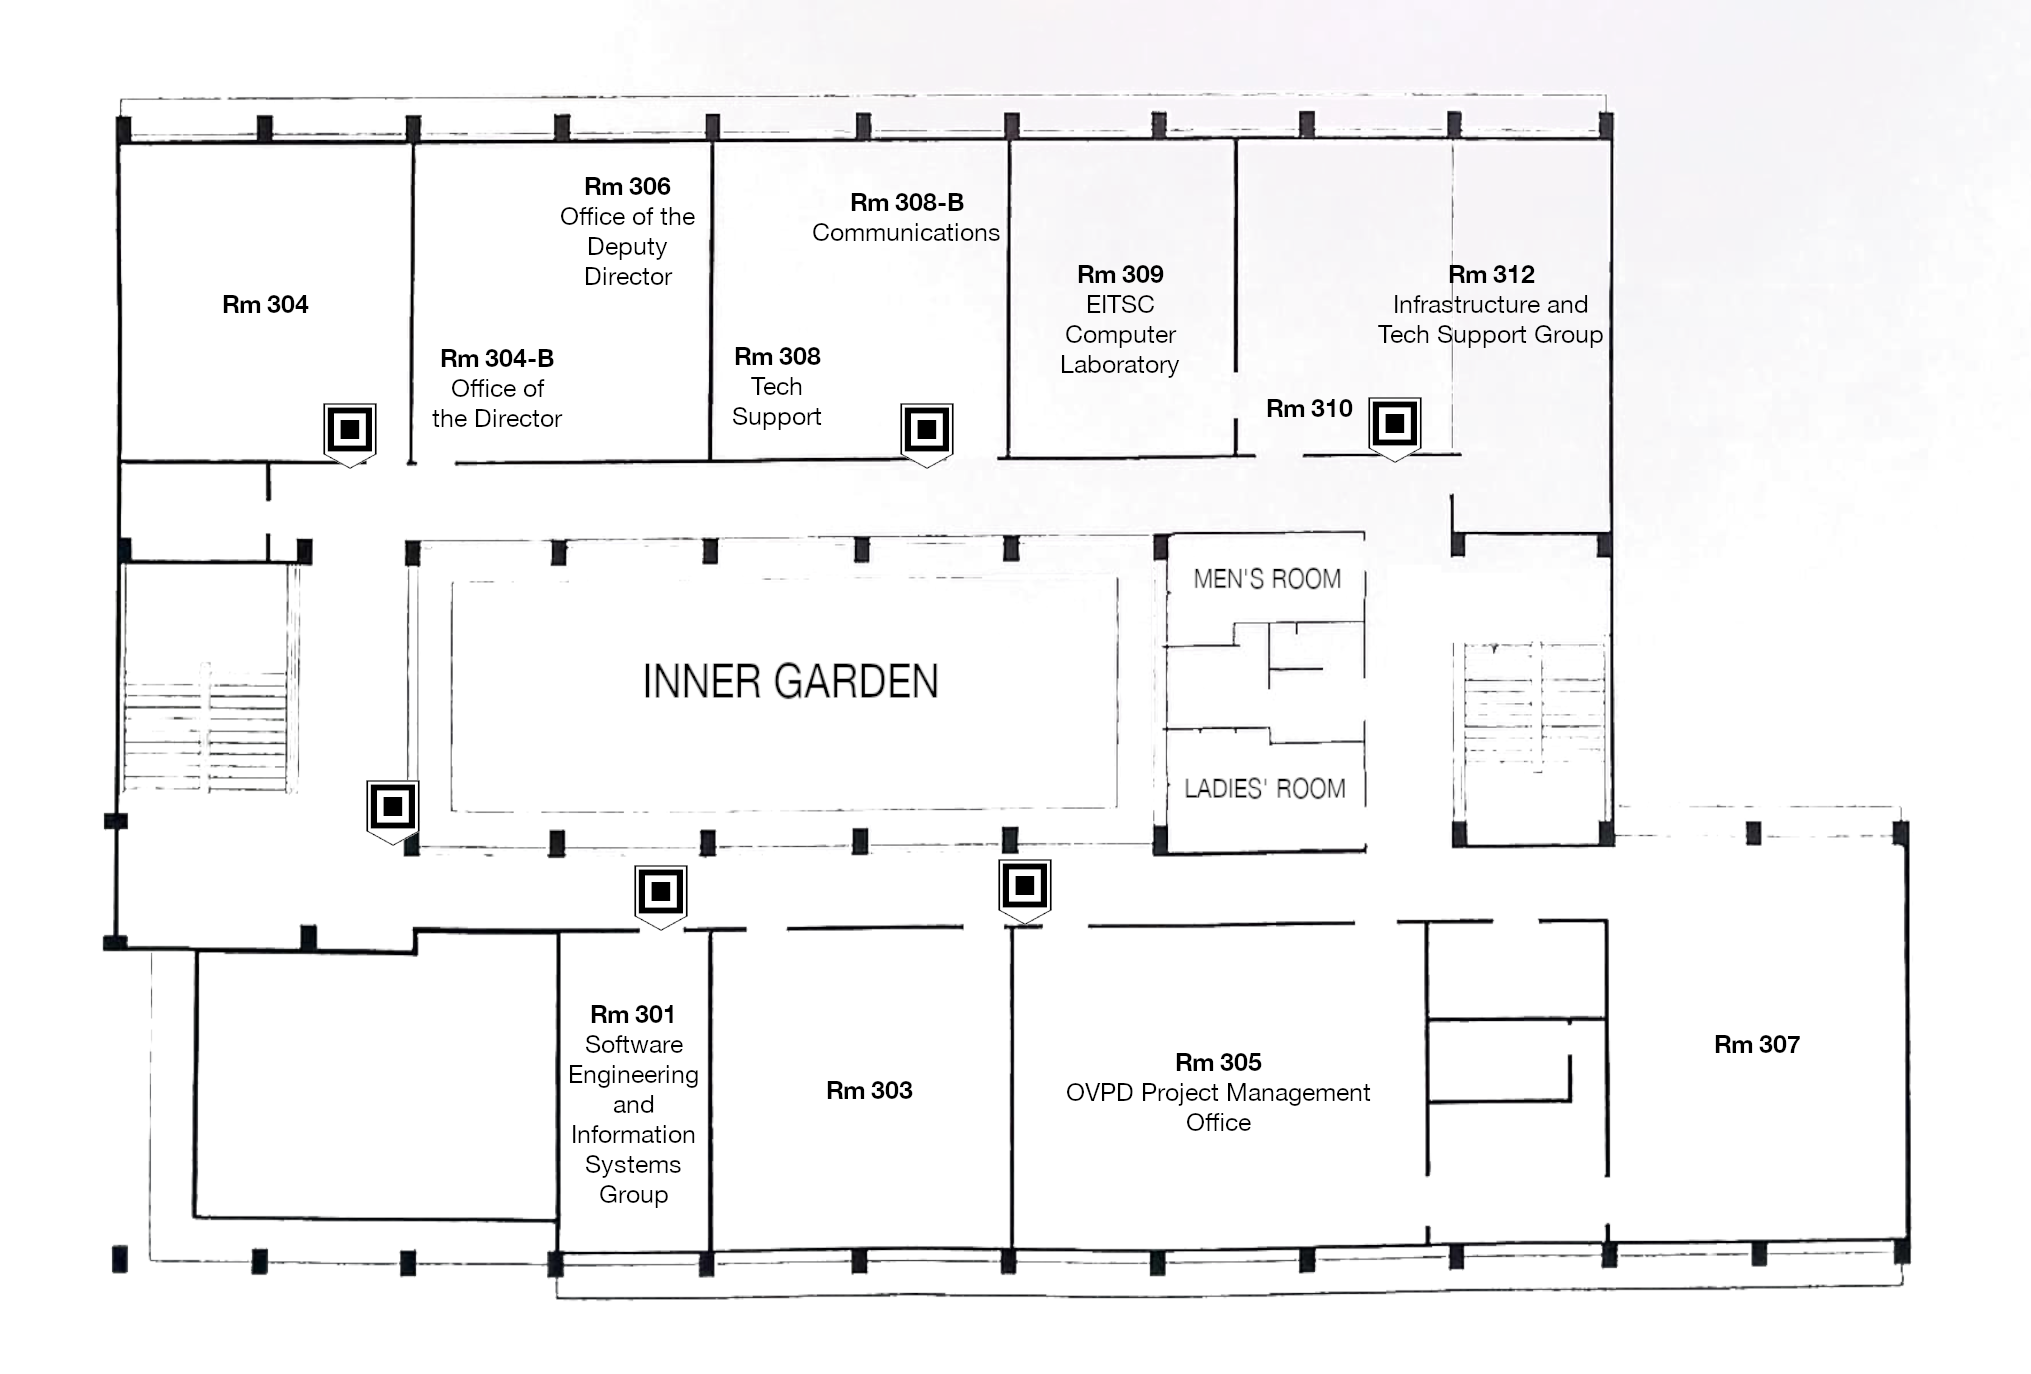 Rm 304
Rm 304-B
Office of
the Director
Rm 306
Office of the
Deputy
Director
Rm 308
Tech
Support
Rm 308-B
Communications
Rm 309
EITSC
Computer
Laboratory
Rm 310
Rm 312
Infrastructure and
Tech Support Group
INNER GARDEN
MEN'S ROOM
LADIES' ROOM
Rm 301
Software
Engineering
and
Information
Systems
Group
Rm 303
Rm 305
OVPD Project Management
Office
Rm 307